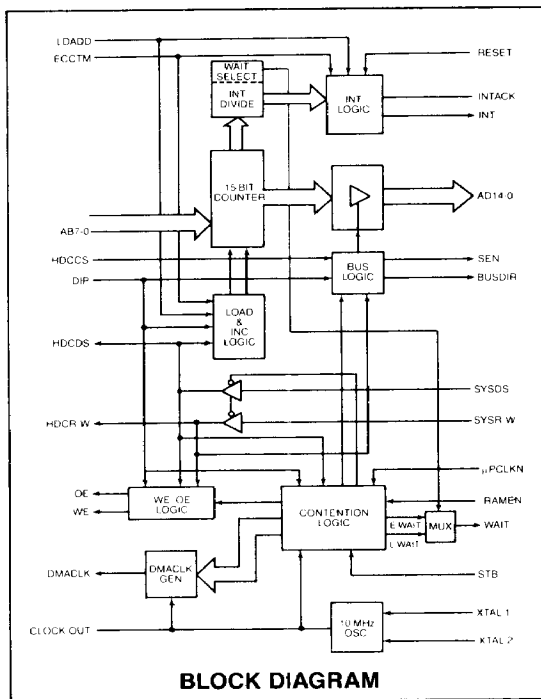 LDADD
ECCTM
WAIT
SELECT
INT
DIVIDE
INT
LOGIC
RESET
INTACK
INT
15 BIT
COUNTER
AD14-0
AB7-0
HDCCS
DIP
BUS
LOGIC
SEN
BUSDIR
LOAD
&
INC
LOGIC
HDCDS
SYSDS
HDCR W
SYSR W
μPCLKN
OE
WE
WE OE
LOGIC
CONTENTION
LOGIC
RAMEN
E WAIT
L WAIT
MUX
WAIT
DMACLK
DMACLK
GEN
STB
CLOCK OUT
10 MHz
OSC
XTAL 1
XTAL 2
BLOCK DIAGRAM